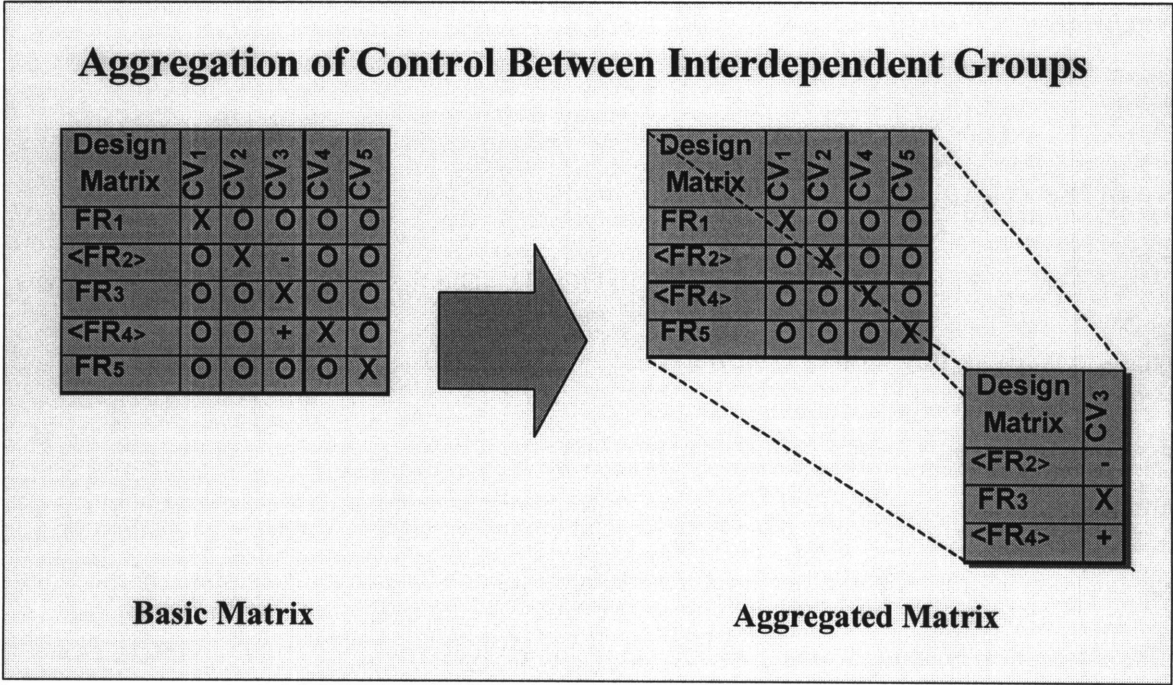 Aggregation of Control Between Interdependent Groups
Design Matrix CV1 CV2 CV3 CV4 CV5
FR1 X O O O O
<FR2> O X - O O
FR3 O O X O O
<FR4> O O + X O
FR5 O O O O X
Basic Matrix
Design Matrix CV1 CV2 CV4 CV5
FR1 X O O O
<FR2> O X O O
<FR4> O O X O
FR5 O O O X
Design Matrix CV3
<FR2> -
FR3 X
<FR4> +
Aggregated Matrix